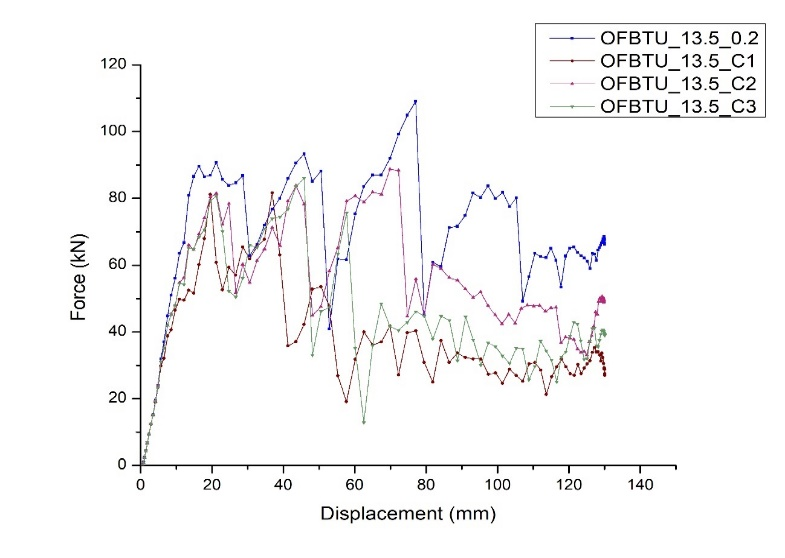 OFBTU_13.5_0.2
OFBTU_13.5_C1
OFBTU_13.5_C2
OFBTU_13.5_C3
120
100
80
60
40
20
0
Force (kN)
0 20 40 60 80 100 120 140
Displacement (mm)